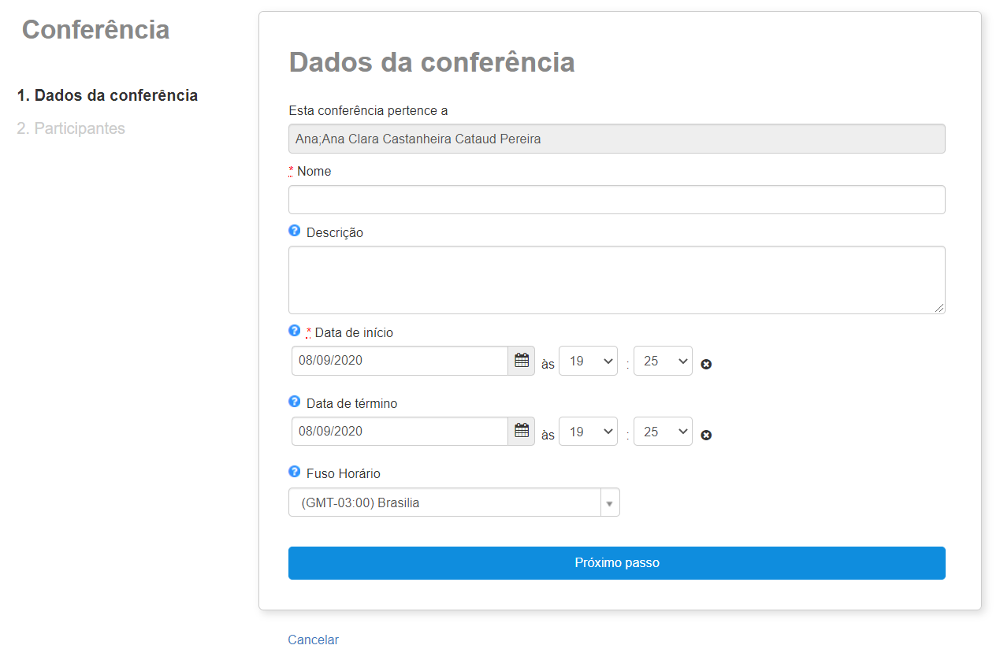 Conferência
1. Dados da conferência
2. Participantes
Dados da conferência
Esta conferência pertence a
Ana;Ana Clara Castanheira Cataud Pereira
* Nome
? Descrição
? * Data de início
08/09/2020 às 19 : 25
? Data de término
08/09/2020 às 19 : 25
? Fuso Horário
(GMT-03:00) Brasilia
Próximo passo
Cancelar